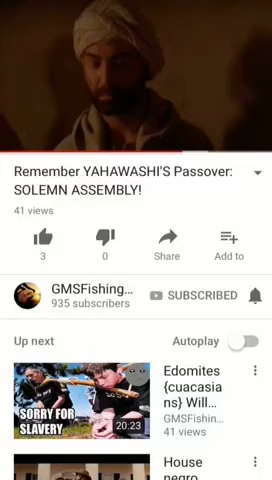 Remember YAHAWASHI'S Passover:
SOLEMN ASSEMBLY!
41 views
3
0
Share
Add to
GMSFishing...
935 subscribers
SUBSCRIBED
Up next
Autoplay
SORRY FOR
SLAVERY
20:23
Edomites
{cuacasia
ns} Will...
GMSFishin...
41 views
House
negro